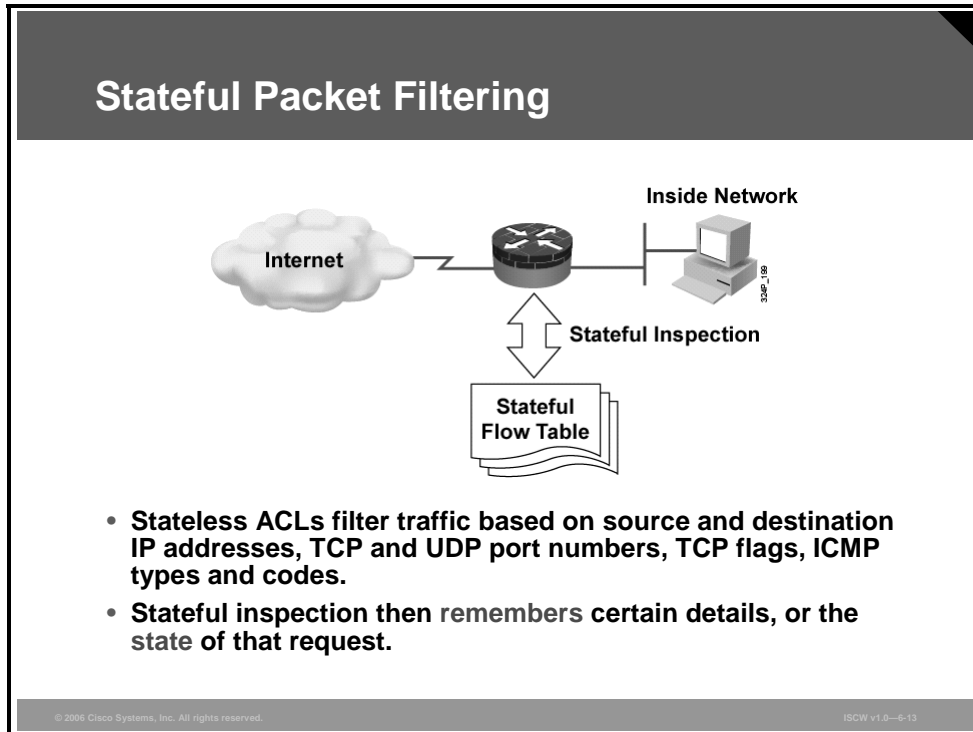 Stateful Packet Filtering
Inside Network
Internet
324P_199
Stateful Inspection
Stateful
Flow Table
• Stateless ACLs filter traffic based on source and destination
IP addresses, TCP and UDP port numbers, TCP flags, ICMP
types and codes.
• Stateful inspection then remembers certain details, or the
state of that request.
© 2006 Cisco Systems, Inc. All rights reserved.
ISCW v1.0—6-13